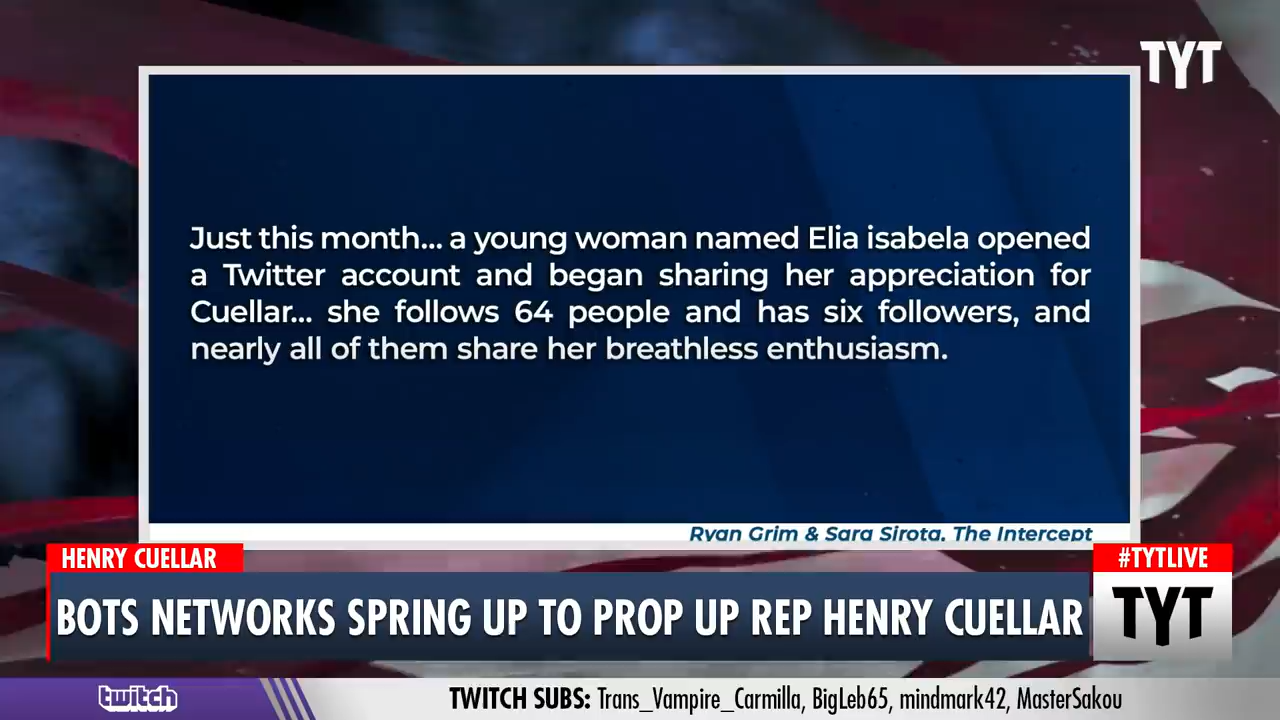 TYT
Just this month... a young woman named Elia isabela opened
a Twitter account and began sharing her appreciation for
Cuellar... she follows 64 people and has six followers, and
nearly all of them share her breathless enthusiasm.
Ryan Grim & Sara Sirota, The Intercept
HENRY CUELLAR
#TYTLIVE
BOTS NETWORKS SPRING UP TO PROP UP REP HENRY CUELLAR
TYT
twitch
TWITCH SUBS: Trans_Vampire_Carmilla, BigLeb65, mindmark42, MasterSakou